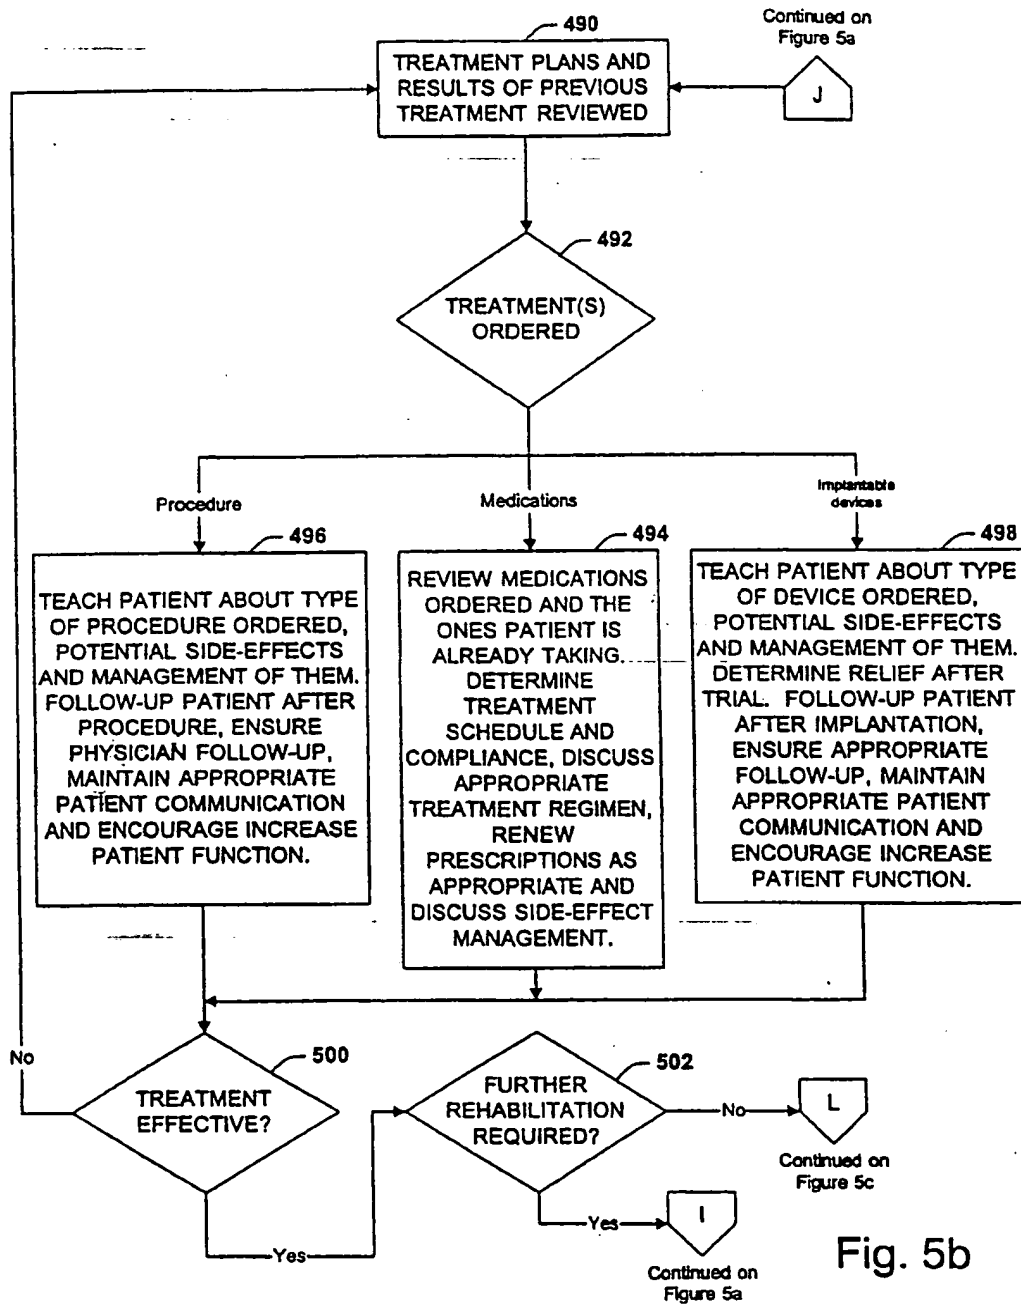 490
Continued on
Figure 5a
TREATMENT PLANS AND
RESULTS OF PREVIOUS
TREATMENT REVIEWED
J
492
TREATMENT(S)
ORDERED
Procedure
Medications
Implantable
devices
496
TEACH PATIENT ABOUT TYPE
OF PROCEDURE ORDERED,
POTENTIAL SIDE-EFFECTS
AND MANAGEMENT OF THEM.
FOLLOW-UP PATIENT AFTER
PROCEDURE, ENSURE
PHYSICIAN FOLLOW-UP,
MAINTAIN APPROPRIATE
PATIENT COMMUNICATION
AND ENCOURAGE INCREASE
PATIENT FUNCTION.
494
REVIEW MEDICATIONS
ORDERED AND THE
ONES PATIENT IS
ALREADY TAKING.
DETERMINE
TREATMENT
SCHEDULE AND
COMPLIANCE, DISCUSS
APPROPRIATE
TREATMENT REGIMEN,
RENEW
PRESCRIPTIONS AS
APPROPRIATE AND
DISCUSS SIDE-EFFECT
MANAGEMENT.
498
TEACH PATIENT ABOUT TYPE
OF DEVICE ORDERED,
POTENTIAL SIDE-EFFECTS
AND MANAGEMENT OF THEM.
DETERMINE RELIEF AFTER
TRIAL. FOLLOW-UP PATIENT
AFTER IMPLANTATION,
ENSURE APPROPRIATE
FOLLOW-UP, MAINTAIN
APPROPRIATE PATIENT
COMMUNICATION AND
ENCOURAGE INCREASE
PATIENT FUNCTION.
No
500
TREATMENT
EFFECTIVE?
Yes
502
FURTHER
REHABILITATION
REQUIRED?
No
L
Continued on
Figure 5c
Yes
I
Continued on
Figure 5a
Fig. 5b